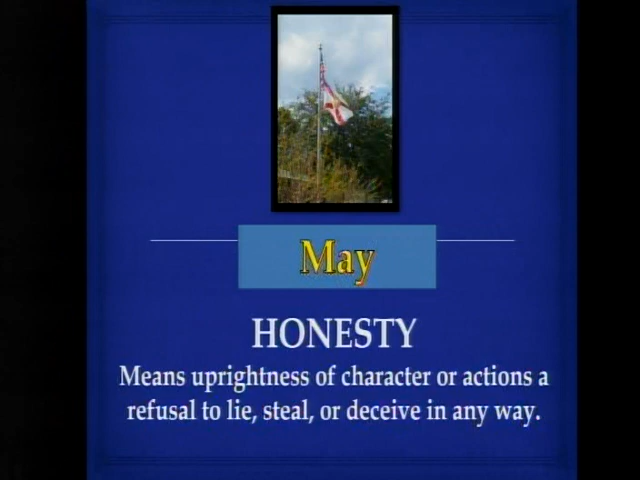 May
HONESTY
Means uprightness of character or actions a
refusal to lie, steal, or deceive in any way.